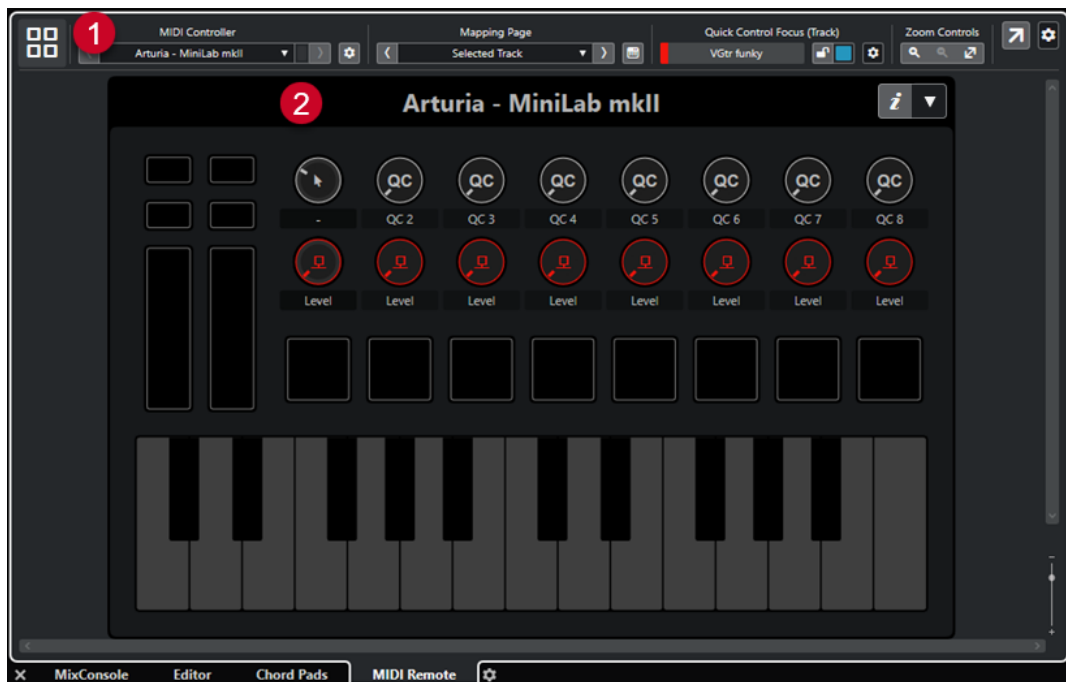 1
MIDI Controller
Mapping Page
Quick Control Focus (Track)
Zoom Controls
Arturia - MiniLab mkII
Selected Track
VGtr funky
2
Arturia - MiniLab mkII
i
QC QC QC QC QC QC QC
- QC 2 QC 3 QC 4 QC 5 QC 6 QC 7 QC 8
Level Level Level Level Level Level Level Level
MixConsole Editor Chord Pads MIDI Remote